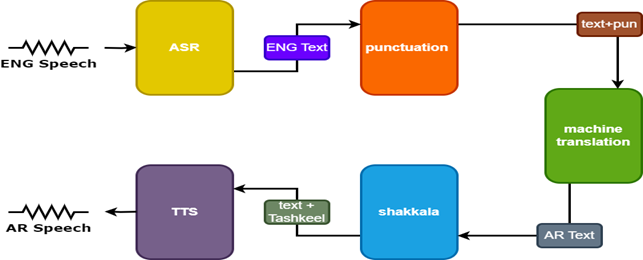 ENG Speech
ASR
ENG Text
punctuation
text+pun
machine
translation
AR Text
shakkala
text +
Tashkeel
TTS
AR Speech